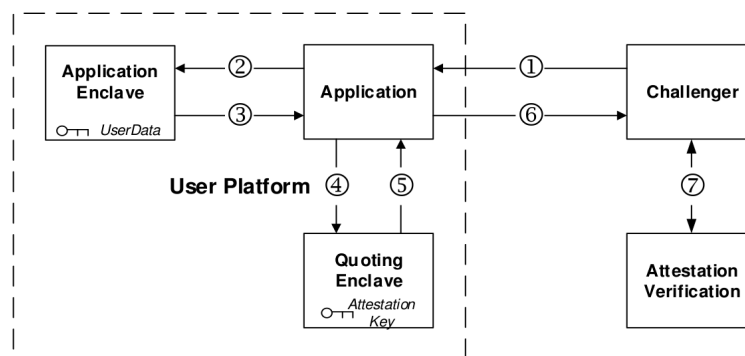 Application
Enclave
UserData
②
③
Application
①
⑥
Challenger
User Platform
④
⑤
⑦
Quoting
Enclave
Attestation
Key
Attestation
Verification